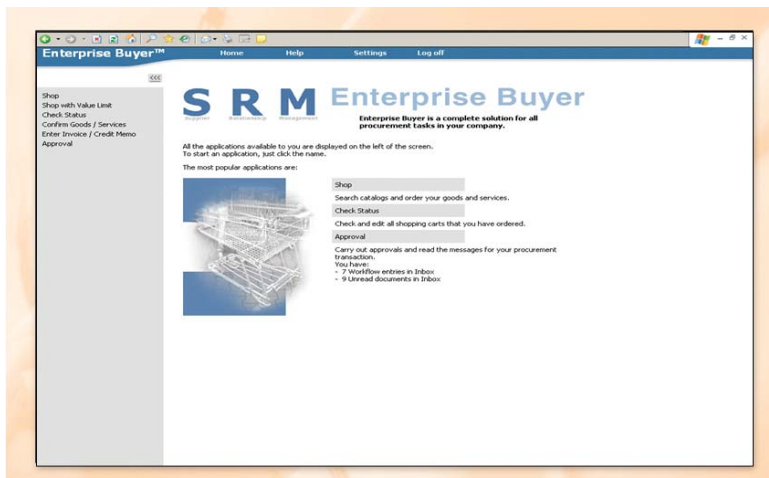 Enterprise Buyer™
Home Help Settings Log off
Shop
Shop with Value Limit
Check Status
Confirm Goods / Services
Enter Invoice / Credit Memo
Approval
SRM Enterprise Buyer
Supplier Relationship Management
Enterprise Buyer is a complete solution for all
procurement tasks in your company.
All the applications available to you are displayed on the left of the screen.
To start an application, just click the name.
The most popular applications are:
Shop
Search catalogs and order your goods and services.
Check Status
Check and edit all shopping carts that you have ordered.
Approval
Carry out approvals and read the messages for your procurement
transaction.
You have:
- 7 Workflow entries in Inbox
- 9 Unread documents in Inbox